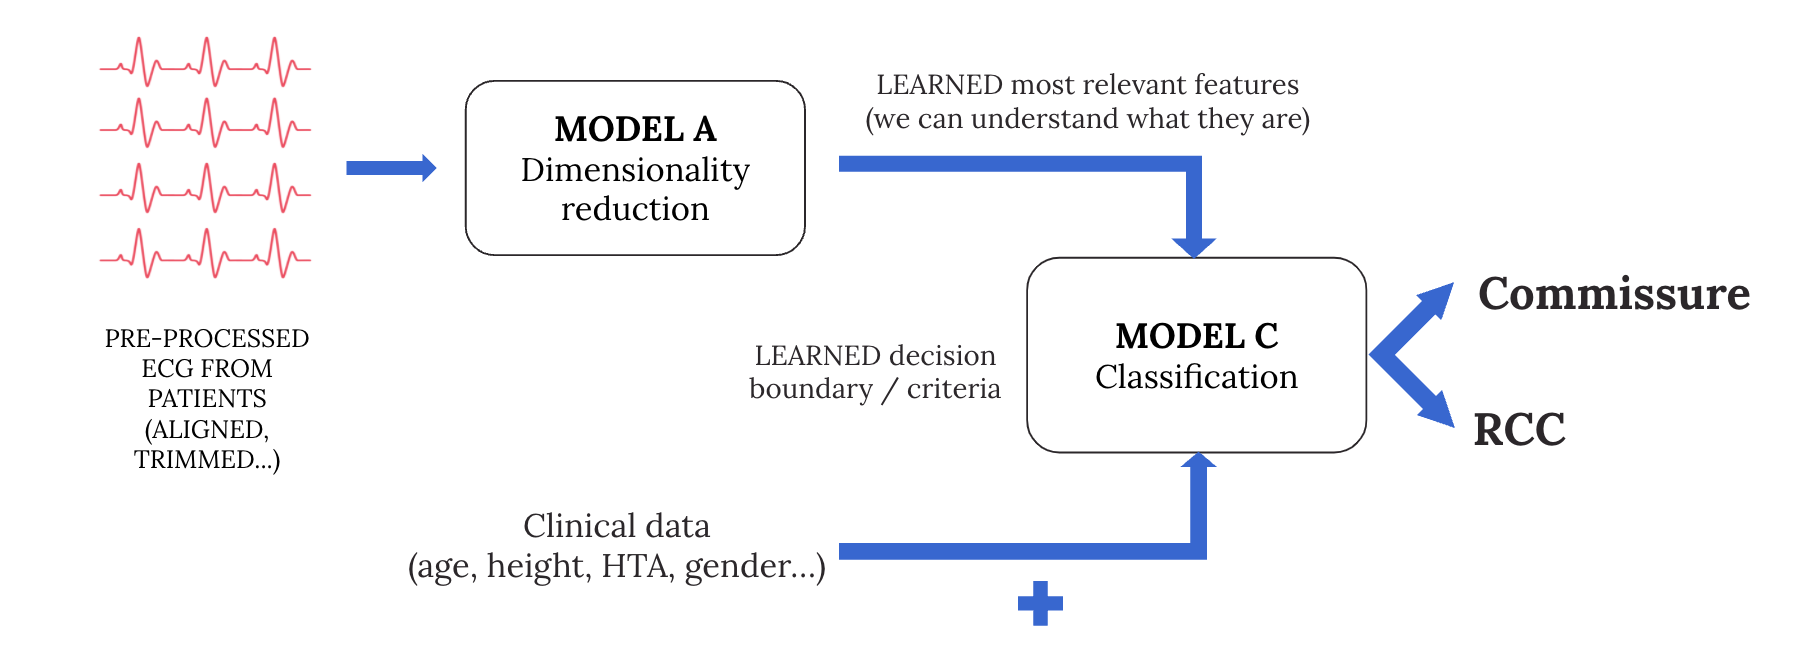 PRE-PROCESSED
ECG FROM
PATIENTS
(ALIGNED,
TRIMMED...)
MODEL A
Dimensionality
reduction
LEARNED most relevant features
(we can understand what they are)
LEARNED decision
boundary / criteria
MODEL C
Classification
Commissure
RCC
Clinical data
(age, height, HTA, gender...)